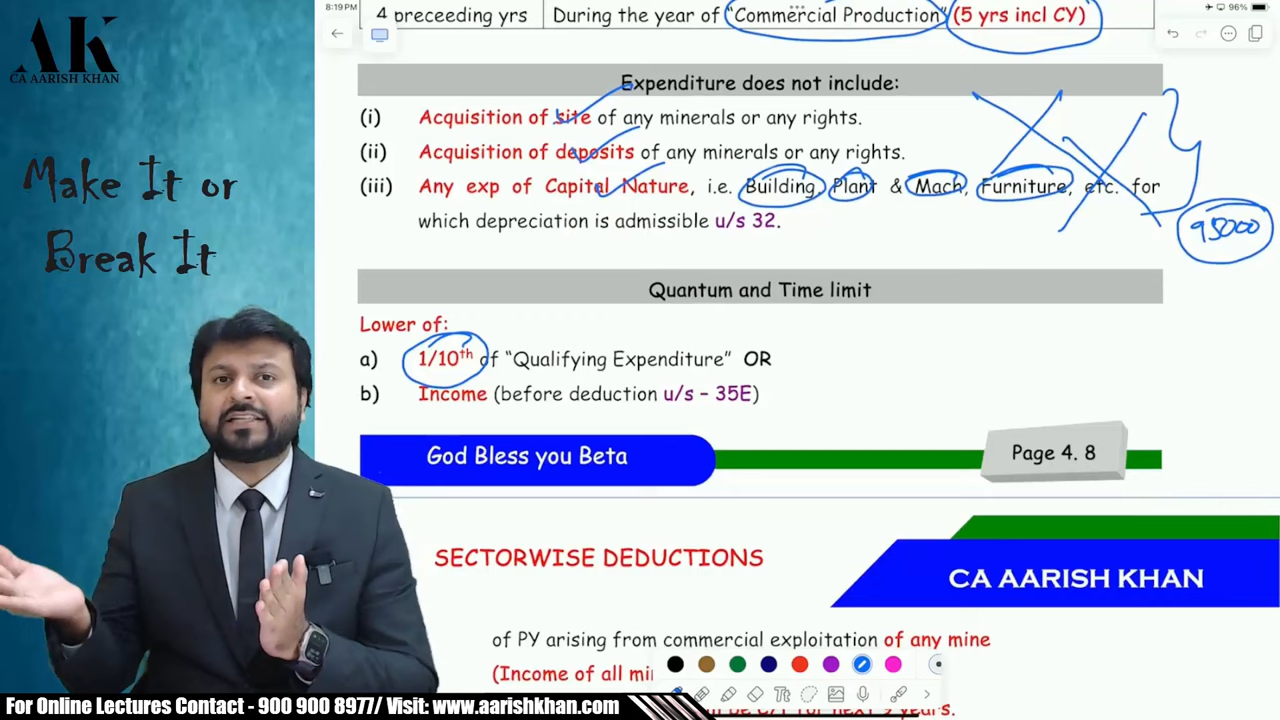 8:19 PM
96%
AK
CA AARISH KHAN
4 preceeding yrs
During the year of “Commercial Production” (5 yrs incl CY)
Expenditure does not include:
(i) Acquisition of site of any minerals or any rights.
(ii) Acquisition of deposits of any minerals or any rights.
(iii) Any exp of Capital Nature, i.e. Building, Plant & Mach, Furniture, etc. for
which depreciation is admissible u/s 32.
95000
Make It or
Break It
Quantum and Time limit
Lower of:
a) 1/10th of “Qualifying Expenditure” OR
b) Income (before deduction u/s – 35E)
God Bless you Beta
Page 4. 8
SECTORWISE DEDUCTIONS
CA AARISH KHAN
of PY arising from commercial exploitation of any mine
(Income of all
years.
For Online Lectures Contact - 900 900 8977/ Visit: www.aarishkhan.com